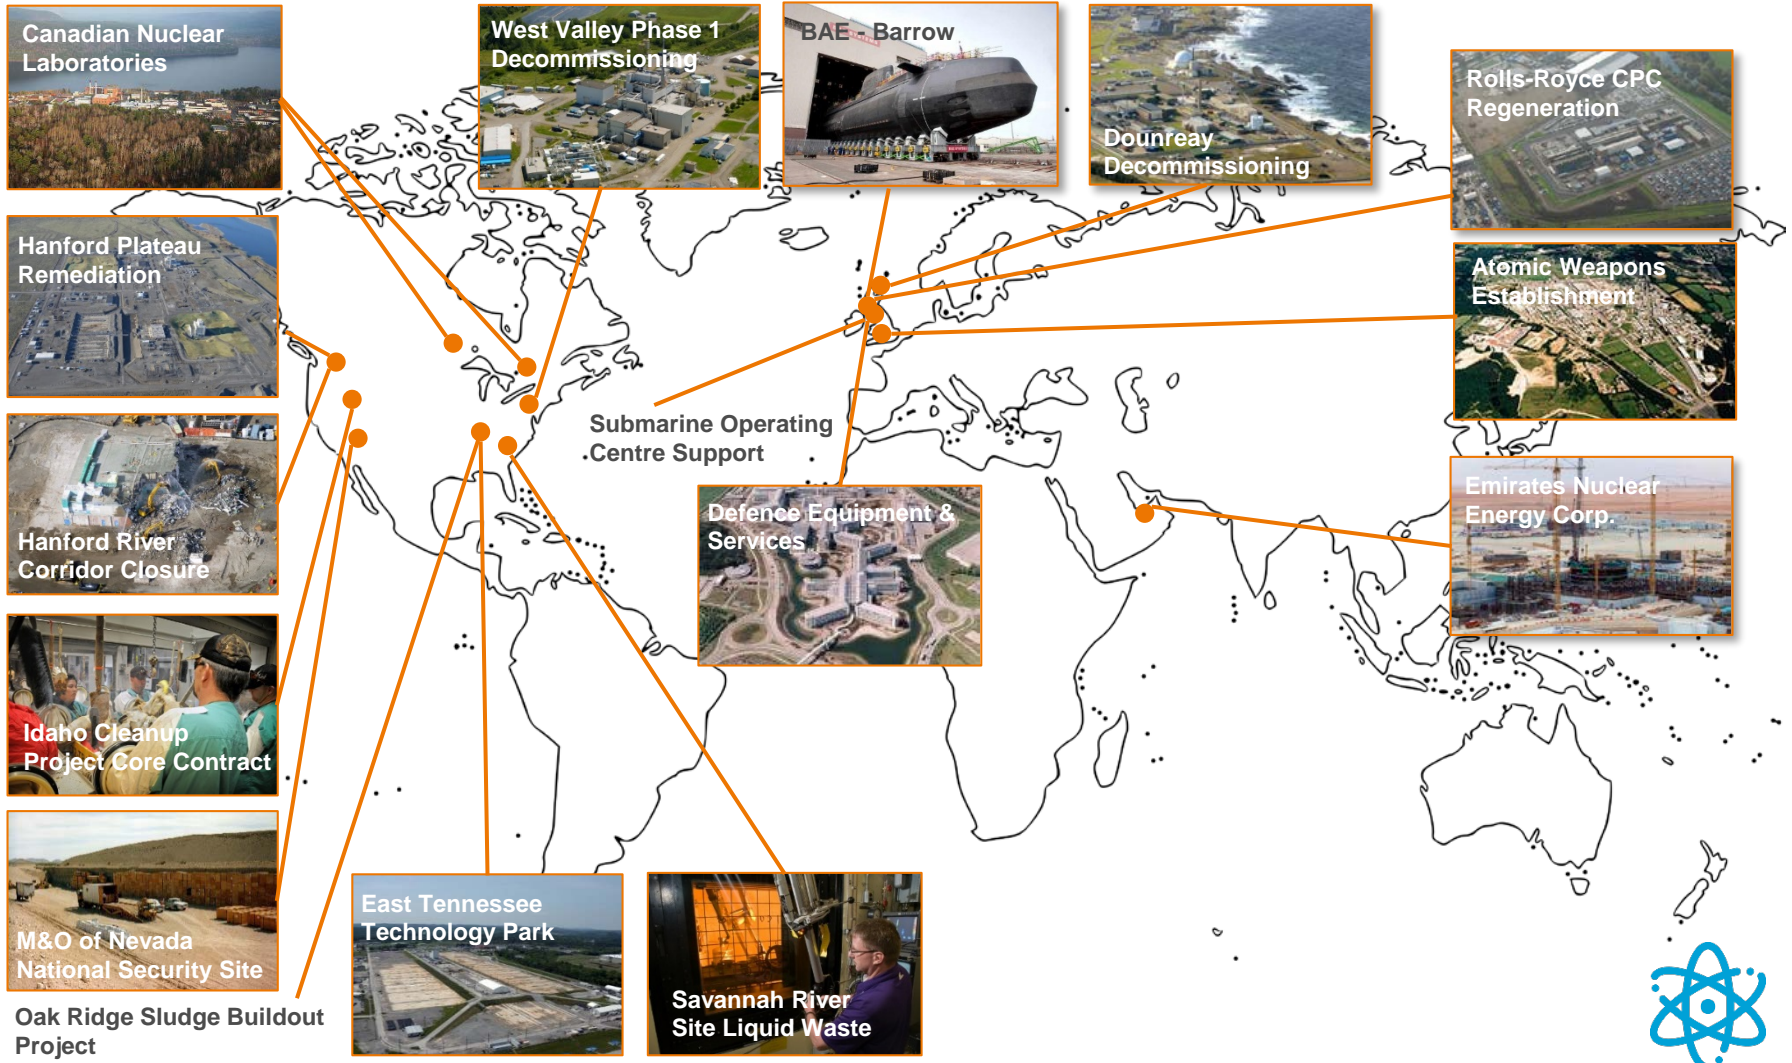 Canadian Nuclear
Laboratories
West Valley Phase 1
Decommissioning
BAE - Barrow
Dounreay
Decommissioning
Rolls-Royce CPC
Regeneration
Hanford Plateau
Remediation
Atomic Weapons
Establishment
Submarine Operating
Centre Support
Hanford River
Corridor Closure
Defence Equipment &
Services
Emirates Nuclear
Energy Corp.
Idaho Cleanup
Project Core Contract
M&O of Nevada
National Security Site
East Tennessee
Technology Park
Savannah River
Site Liquid Waste
Oak Ridge Sludge Buildout
Project